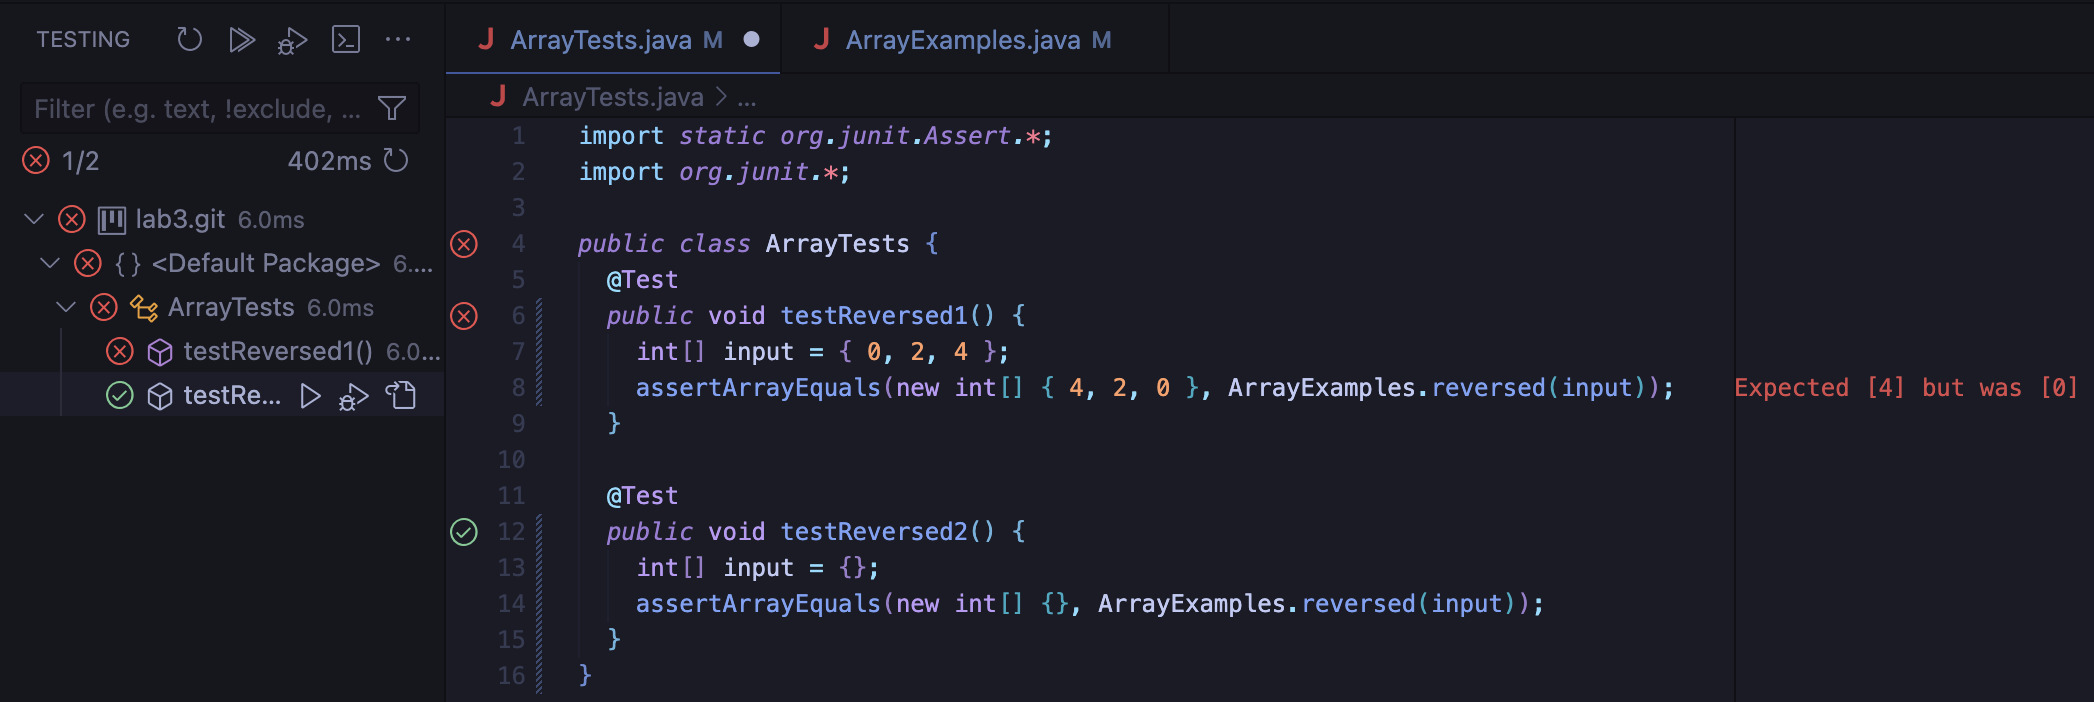 TESTING
Filter (e.g. text, !exclude, ...
1/2 402ms
lab3.git 6.0ms
{} <Default Package> 6....
ArrayTests 6.0ms
testReversed1() 6.0...
testRe...
ArrayTests.java M
ArrayExamples.java M
ArrayTests.java > ...
1 import static org.junit.Assert.*;
2 import org.junit.*;
3
4 public class ArrayTests {
5 @Test
6 public void testReversed1() {
7 int[] input = { 0, 2, 4 };
8 assertArrayEquals(new int[] { 4, 2, 0 }, ArrayExamples.reversed(input)); Expected [4] but was [0]
9 }
10
11 @Test
12 public void testReversed2() {
13 int[] input = {};
14 assertArrayEquals(new int[] {}, ArrayExamples.reversed(input));
15 }
16 }